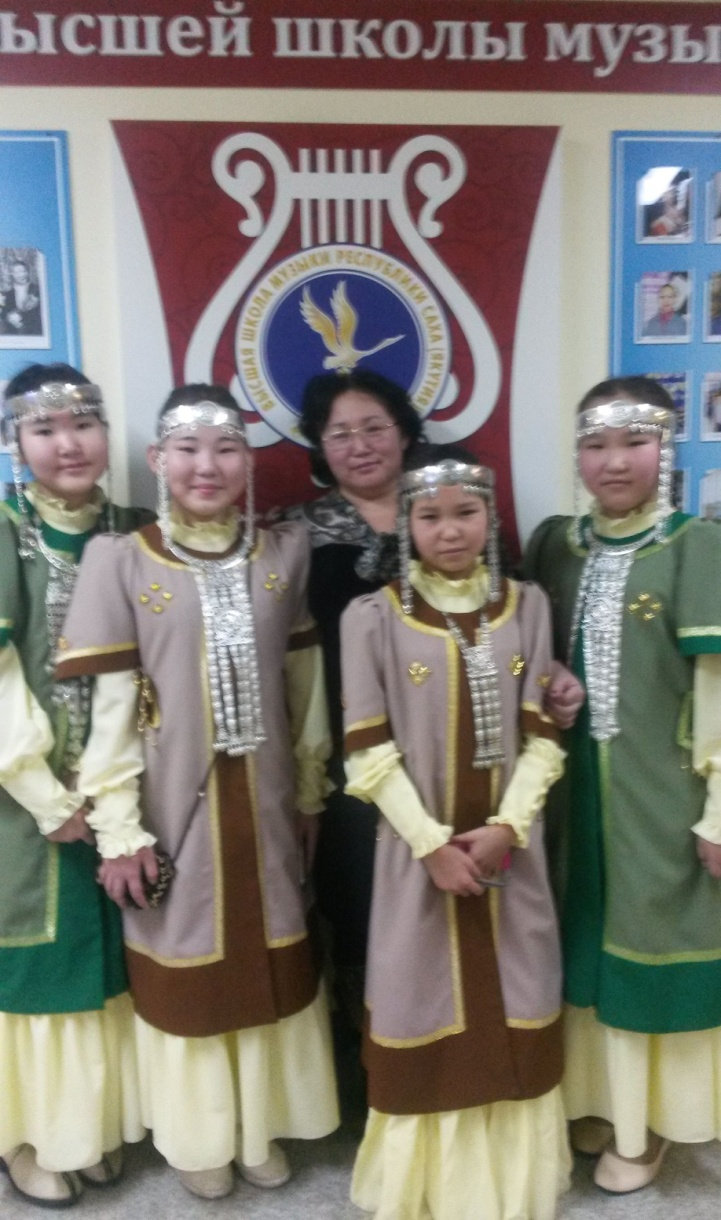 ысшей школы музы
ВЫСШАЯ ШКОЛА МУЗЫКИ РЕСПУБЛИКИ САХА (ЯКУТИЯ